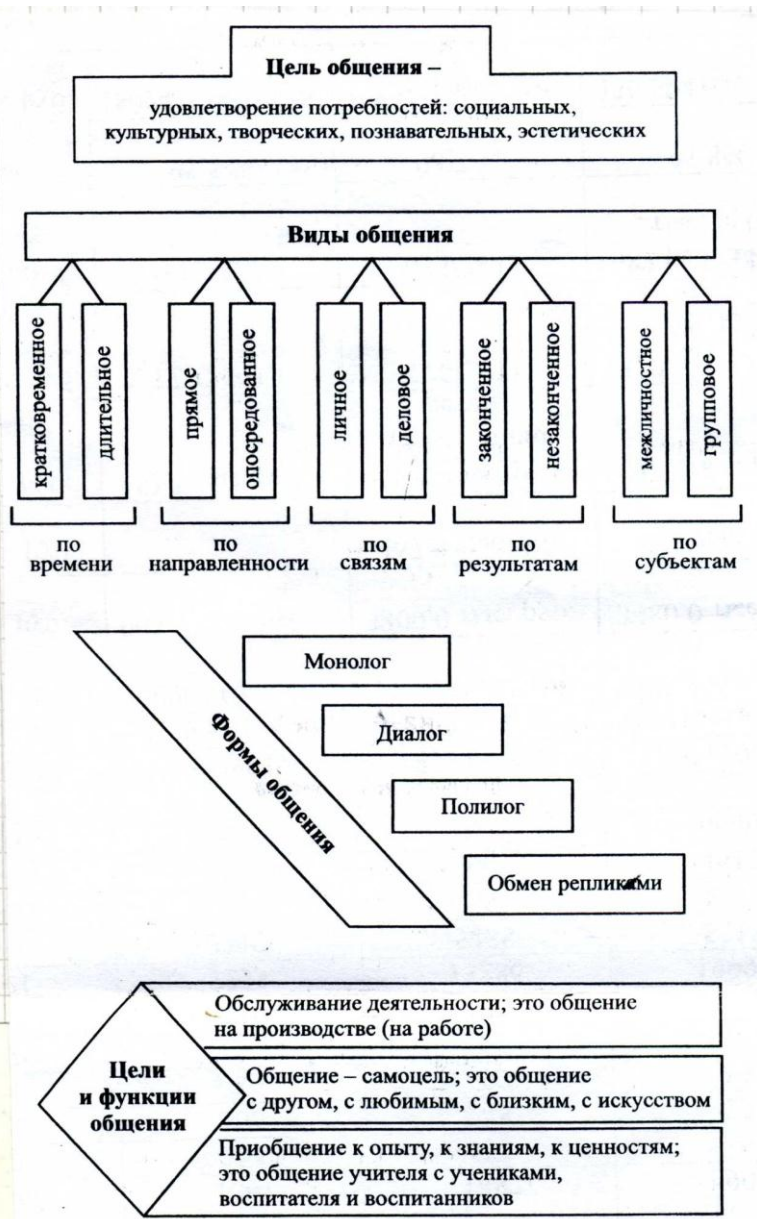 Цель общения –
удовлетворение потребностей: социальных,
культурных, творческих, познавательных, эстетических
Виды общения
кратковременное
длительное
прямое
опосредованное
личное
деловое
законченное
незаконченное
межличностное
групповое
по
времени
по
направленности
по
связям
по
результатам
по
субъектам
Формы общения
Монолог
Диалог
Полилог
Обмен репликами
Цели
и функции
общения
Обслуживание деятельности; это общение
на производстве (на работе)
Общение – самоцель; это общение
с другом, с любимым, с близким, с искусством
Приобщение к опыту, к знаниям, к ценностям;
это общение учителя с учениками,
воспитателя и воспитанников